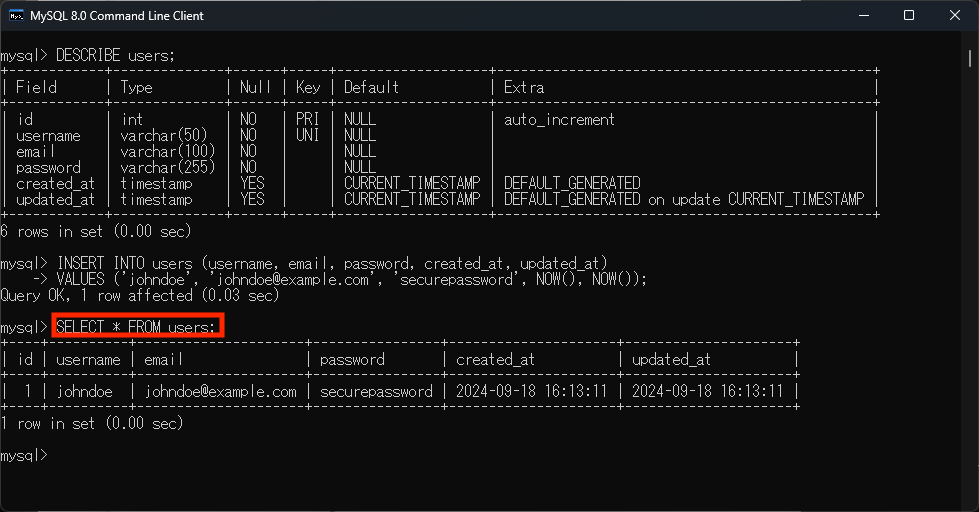 MySQL 8.0 Command Line Client
mysql> DESCRIBE users;
+------------+--------------+------+-----+-------------------+-----------------------------------------------+
| Field      | Type         | Null | Key | Default           | Extra                                         |
+------------+--------------+------+-----+-------------------+-----------------------------------------------+
| id         | int          | NO   | PRI | NULL              | auto_increment                                |
| username   | varchar(50)  | NO   | UNI | NULL              |                                               |
| email      | varchar(100) | NO   |     | NULL              |                                               |
| password   | varchar(255) | NO   |     | NULL              |                                               |
| created_at | timestamp    | YES  |     | CURRENT_TIMESTAMP | DEFAULT_GENERATED                             |
| updated_at | timestamp    | YES  |     | CURRENT_TIMESTAMP | DEFAULT_GENERATED on update CURRENT_TIMESTAMP |
+------------+--------------+------+-----+-------------------+-----------------------------------------------+
6 rows in set (0.00 sec)
mysql> INSERT INTO users (username, email, password, created_at, updated_at)
    -> VALUES ('johndoe', 'johndoe@example.com', 'securepassword', NOW(), NOW());
Query OK, 1 row affected (0.03 sec)
mysql> SELECT * FROM users;
+----+----------+---------------------+----------------+---------------------+---------------------+
| id | username | email               | password       | created_at          | updated_at          |
+----+----------+---------------------+----------------+---------------------+---------------------+
|  1 | johndoe  | johndoe@example.com | securepassword | 2024-09-18 16:13:11 | 2024-09-18 16:13:11 |
+----+----------+---------------------+----------------+---------------------+---------------------+
1 row in set (0.00 sec)
mysql>